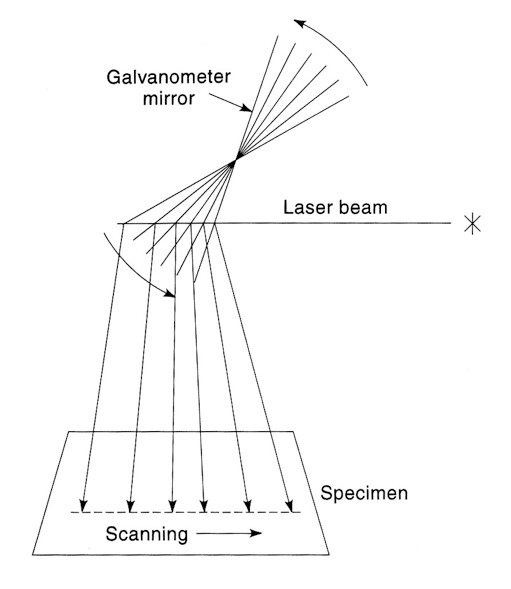 Galvanometer
mirror
Laser beam
Specimen
Scanning